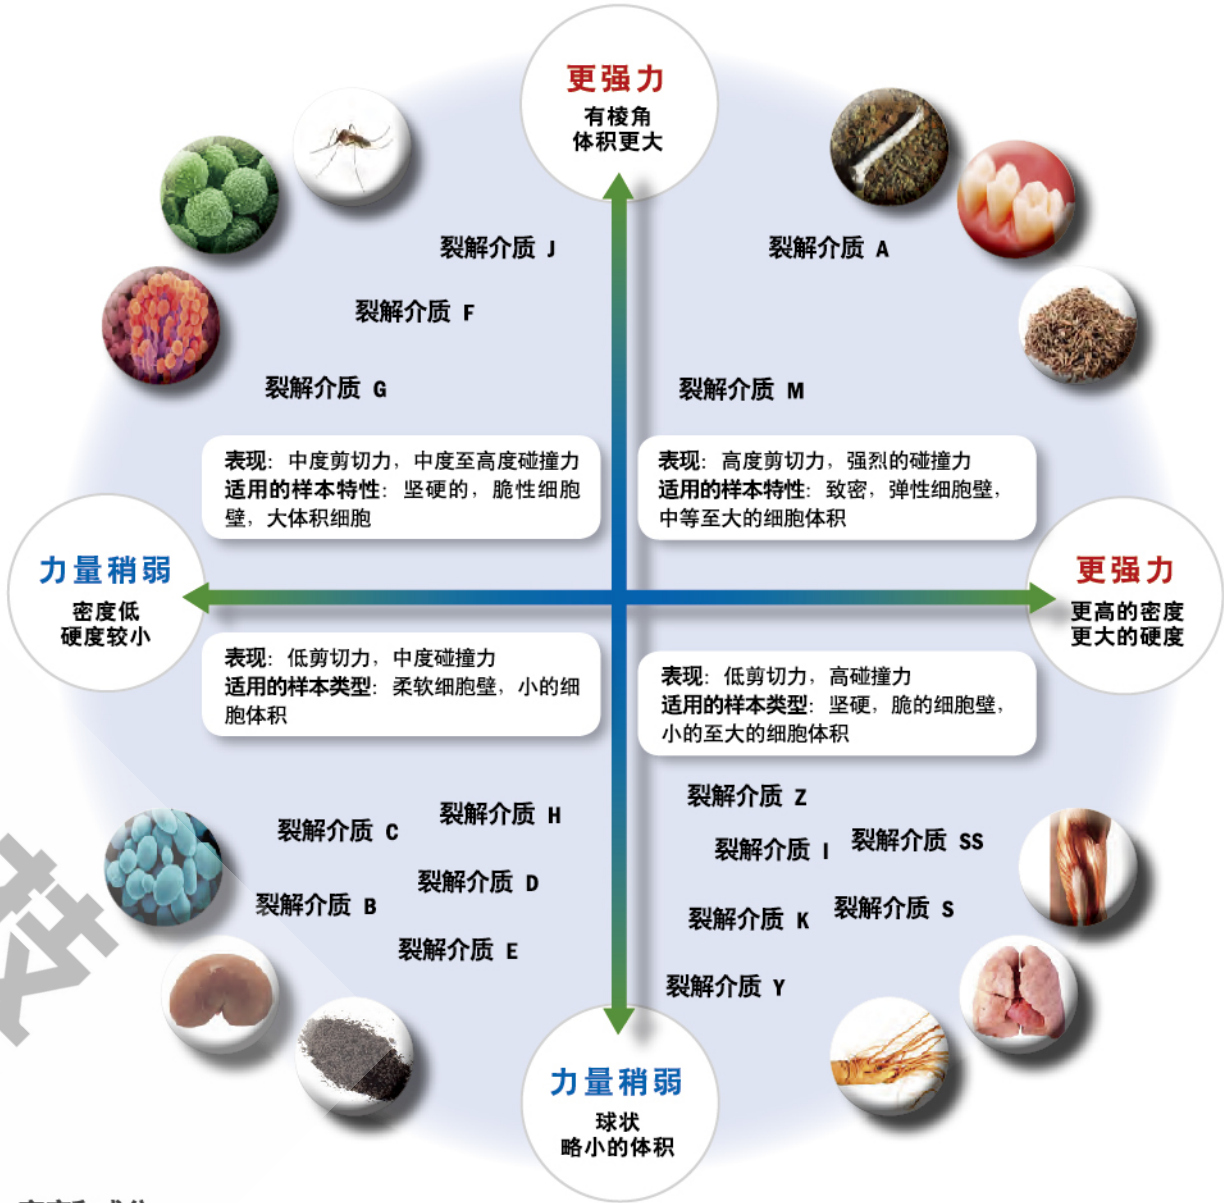 更强力
有棱角
体积更大
裂解介质 J
裂解介质 A
裂解介质 F
裂解介质 G
裂解介质 M
表现：中度剪切力，中度至高度碰撞力
适用的样本特性：坚硬的，脆性细胞
壁，大体积细胞
表现：高度剪切力，强烈的碰撞力
适用的样本特性：致密，弹性细胞壁，
中等至大的细胞体积
力量稍弱
密度低
硬度较小
更强力
更高的密度
更大的硬度
表现：低剪切力，中度碰撞力
适用的样本类型：柔软细胞壁，小的细
胞体积
表现：低剪切力，高碰撞力
适用的样本类型：坚硬，脆的细胞壁，
小的至大的细胞体积
裂解介质 H
裂解介质 C
裂解介质 D
裂解介质 B
裂解介质 E
裂解介质 Z
裂解介质 I
裂解介质 SS
裂解介质 K
裂解介质 S
裂解介质 Y
技
力量稍弱
球状
略小的体积